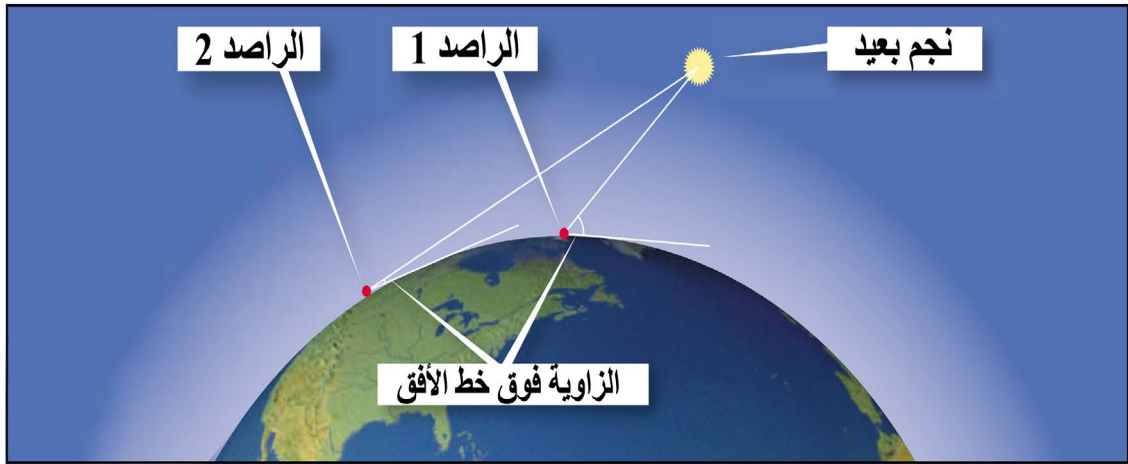 نجم بعيد
الراصد 1
الراصد 2
الزاوية فوق خط الأفق